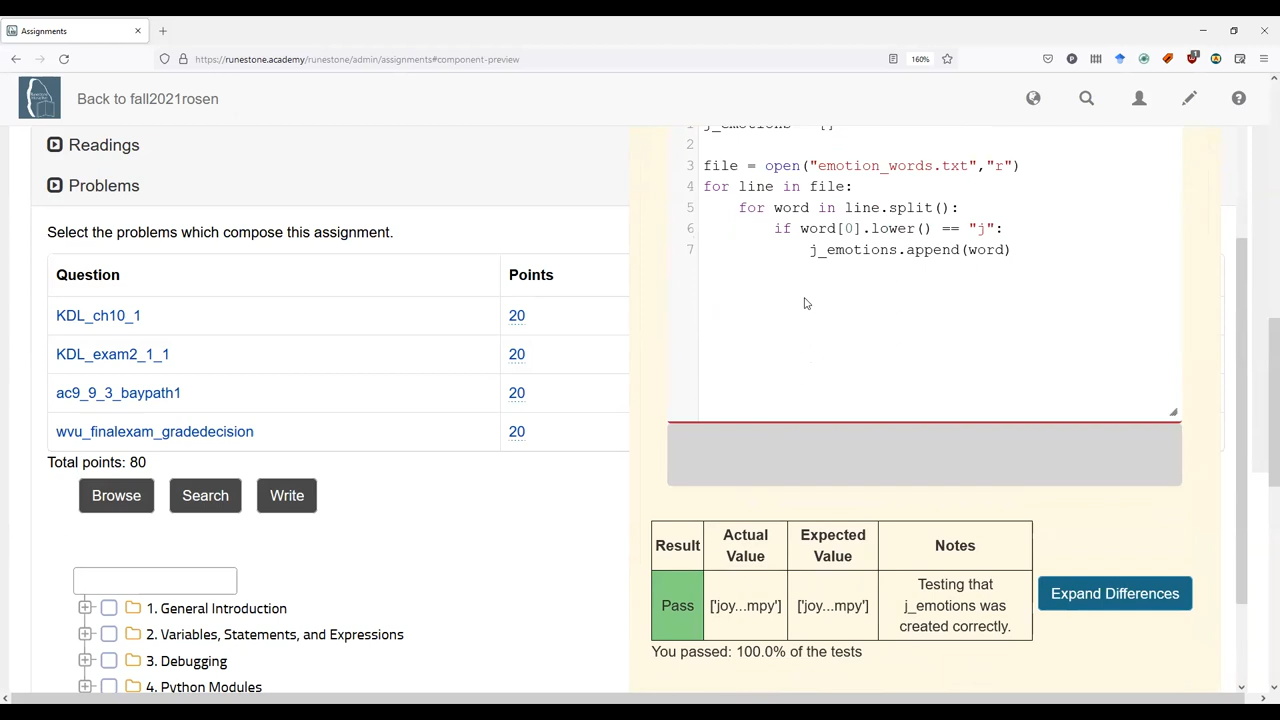 Assignments
https://runestone.academy/runestone/admin/assignments#component-preview
160%
Back to fall2021rosen
Readings
Problems
Select the problems which compose this assignment.
Question Points
KDL_ch10_1 20
KDL_exam2_1_1 20
ac9_9_3_baypath1 20
wvu_finalexam_gradedecision 20
Total points: 80
Browse Search Write
1. General Introduction
2. Variables, Statements, and Expressions
3. Debugging
4. Python Modules
1 j_emotions = []
2
3 file = open("emotion_words.txt","r")
4 for line in file:
5 for word in line.split():
6 if word[0].lower() == "j":
7 j_emotions.append(word)
Result Actual Value Expected Value Notes
Pass ['joy...mpy'] ['joy...mpy'] Testing that
j_emotions was
created correctly.
Expand Differences
You passed: 100.0% of the tests